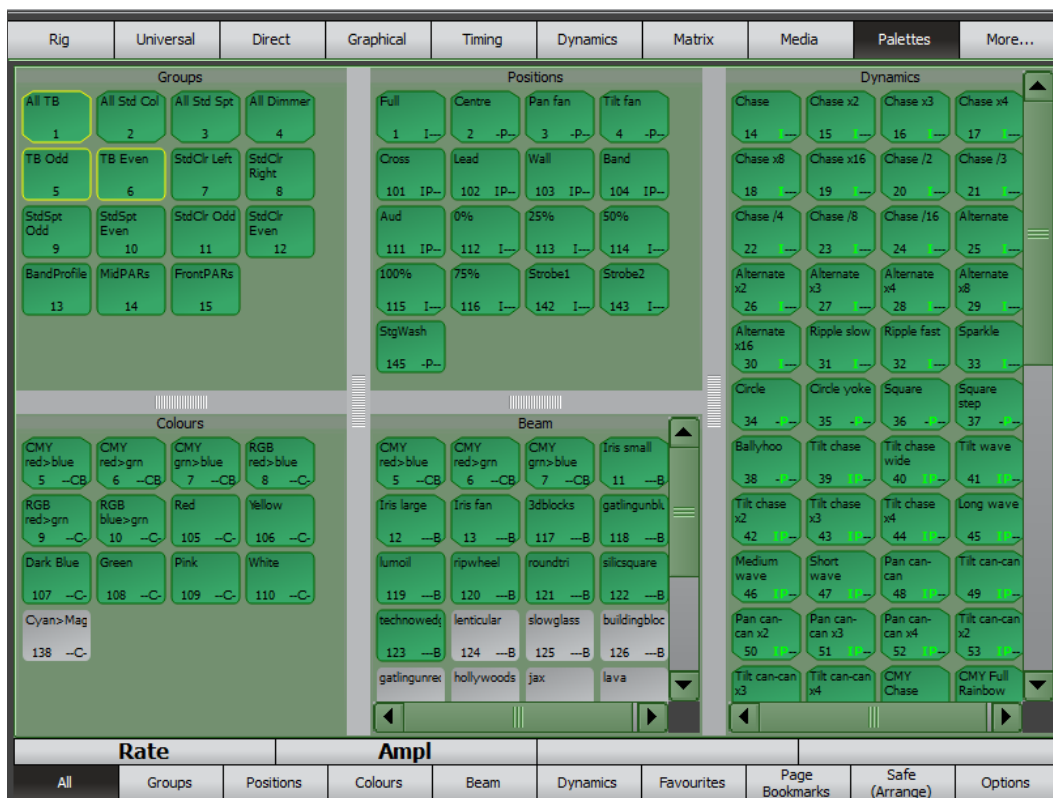 Rig Universal Direct Graphical Timing Dynamics Matrix Media Palettes More...
Groups
All TB All Std Col All Std Spt All Dimmer
1 2 3 4
TB Odd TB Even StdClr Left StdClr Right
5 6 7 8
StdSpt Odd StdSpt Even StdClr Odd StdClr Even
9 10 11 12
BandProfile MidPARs FrontPARs
13 14 15
Positions
Full Centre Pan fan Tilt fan
1 I--- 2 -P-- 3 -P-- 4 -P--
Cross Lead Wall Band
101 IP-- 102 IP-- 103 IP-- 104 IP--
Aud 0% 25% 50%
111 IP-- 112 I--- 113 I--- 114 I---
100% 75% Strobe1 Strobe2
115 I--- 116 I--- 142 I--- 143 I---
StgWash
145 -P--
Dynamics
Chase Chase x2 Chase x3 Chase x4
14 I--- 15 I--- 16 I--- 17 I---
Chase x8 Chase x16 Chase /2 Chase /3
18 I--- 19 I--- 20 I--- 21 I---
Chase /4 Chase /8 Chase /16 Alternate
22 I--- 23 I--- 24 I--- 25 I---
Alternate x2 Alternate x3 Alternate x4 Alternate x8
26 I--- 27 I--- 28 I--- 29 I---
Alternate x16 Ripple slow Ripple fast Sparkle
30 I--- 31 I--- 32 I--- 33 I---
Circle Circle yoke Square Square step
34 -P-- 35 -P-- 36 -P-- 37 -P--
Ballyhoo Tilt chase Tilt chase wide Tilt wave
38 -P-- 39 IP-- 40 IP-- 41 IP--
Tilt chase x2 Tilt chase x3 Tilt chase x4 Long wave
42 IP-- 43 IP-- 44 IP-- 45 IP--
Medium wave Short wave Pan can-can Tilt can-can
46 IP-- 47 IP-- 48 IP-- 49 IP--
Pan can-can x2 Pan can-can x3 Pan can-can x4 Tilt can-can x2
50 IP-- 51 IP-- 52 IP-- 53 IP--
Tilt can-can x3 Tilt can-can x4 CMY Chase CMY Full Rainbow
Colours
CMY red>blue CMY red>grn CMY grn>blue RGB red>blue
5 --CB 6 --CB 7 --CB 8 --C-
RGB red>grn RGB blue>grn Red Yellow
9 --C- 10 --C- 105 --C- 106 --C-
Dark Blue Green Pink White
107 --C- 108 --C- 109 --C- 110 --C-
Cyan>Mag
138 --C-
Beam
CMY red>blue CMY red>grn CMY grn>blue Iris small
5 --CB 6 --CB 7 --CB 11 ---B
Iris large Iris fan 3dblocks gatlingunbl
12 ---B 13 ---B 117 ---B 118 ---B
lumoil ripwheel roundtri silicsquare
119 ---B 120 ---B 121 ---B 122 ---B
technowedg lenticular slowglass buildingbloc
123 ---B 124 ---B 125 ---B 126 ---B
gatlingunrec hollywoods jax lava
Rate Ampl
All Groups Positions Colours Beam Dynamics Favourites Page Bookmarks Safe (Arrange) Options